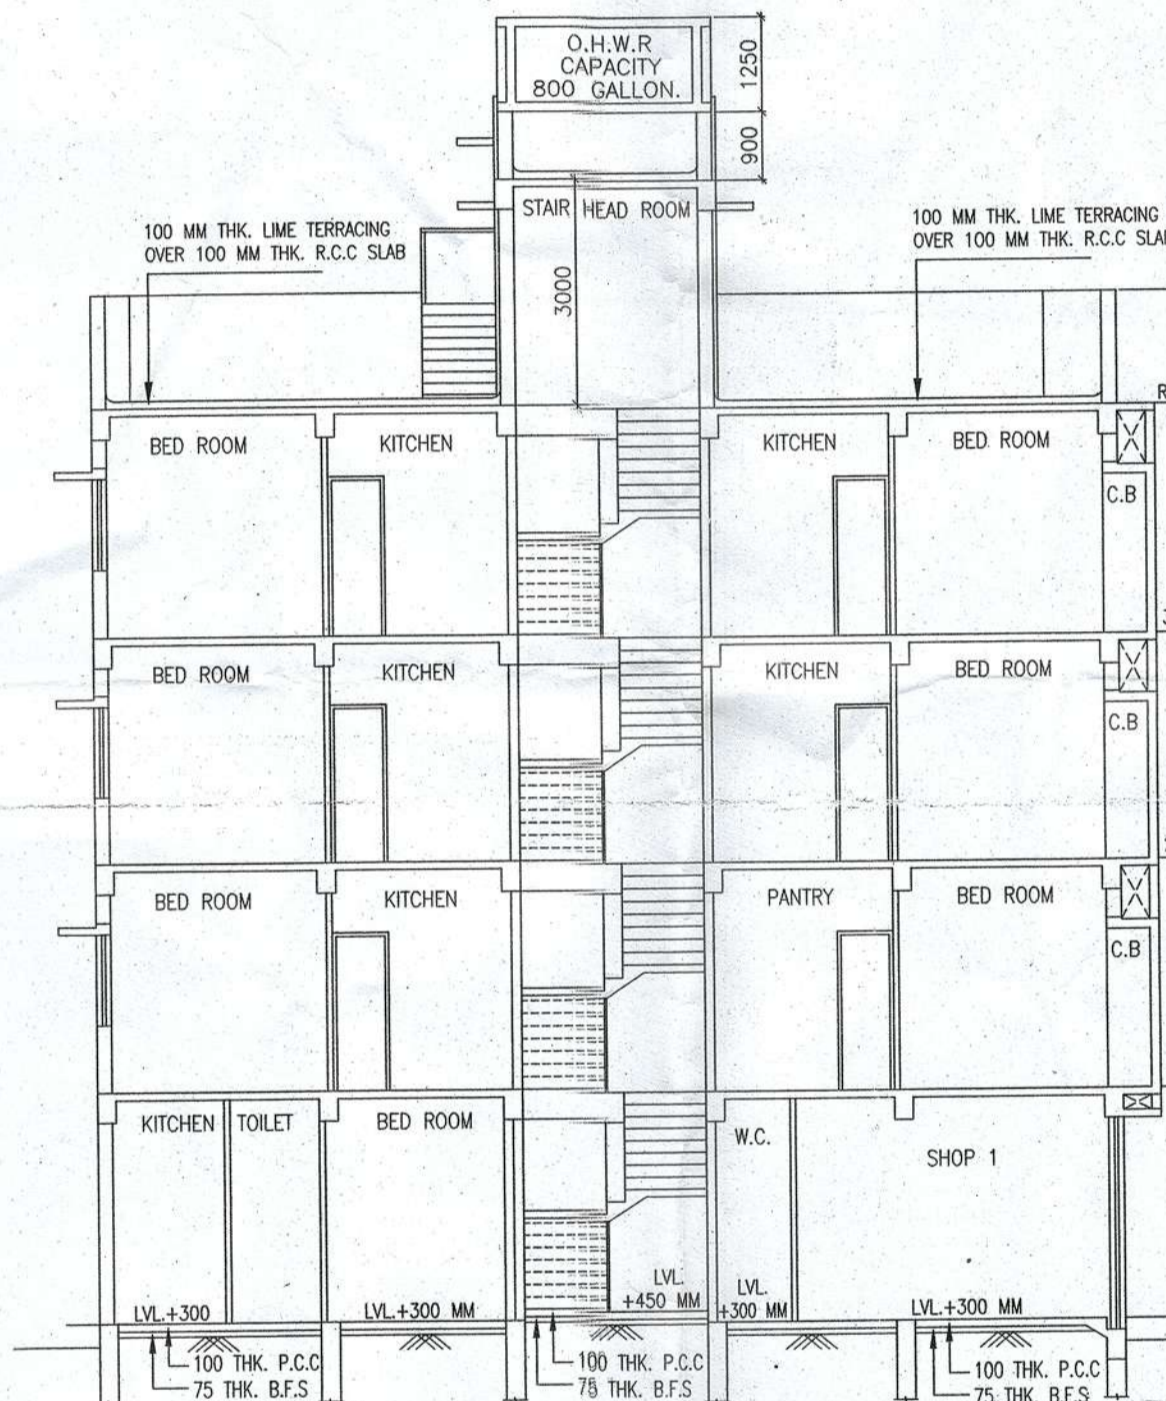 O.H.W.R
CAPACITY
800 GALLON.
1250
900
STAIR HEAD ROOM
3000
100 MM THK. LIME TERRACING
OVER 100 MM THK. R.C.C SLAB
100 MM THK. LIME TERRACING
OVER 100 MM THK. R.C.C SLAB
R
BED ROOM
KITCHEN
KITCHEN
BED ROOM
C.B
BED ROOM
KITCHEN
KITCHEN
BED ROOM
C.B
BED ROOM
KITCHEN
PANTRY
BED ROOM
C.B
KITCHEN
TOILET
BED ROOM
W.C.
SHOP 1
LVL.+300
LVL.+300 MM
LVL.
+450 MM
LVL.
+300 MM
LVL.+300 MM
100 THK. P.C.C
75 THK. B.F.S
100 THK. P.C.C
75 THK. B.F.S
100 THK. P.C.C
75 THK. B.F.S